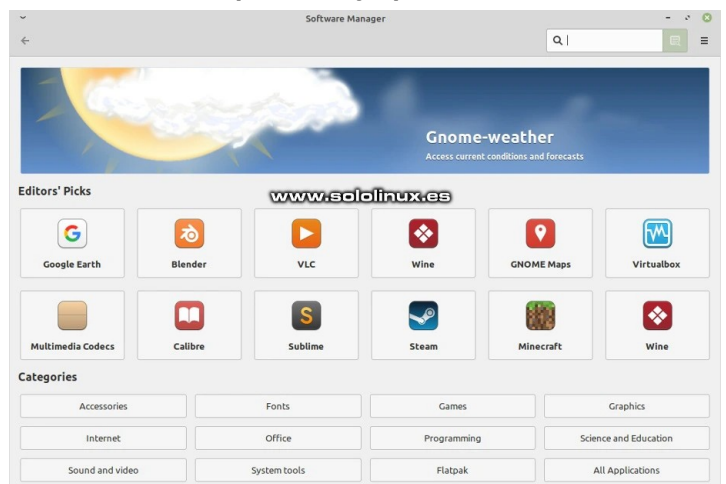 Software Manager
Gnome-weather
Access current conditions and forecasts
Editors' Picks
www.sololinux.es
Google Earth
Blender
VLC
Wine
GNOME Maps
Virtualbox
Multimedia Codecs
Calibre
Sublime
Steam
Minecraft
Wine
Categories
Accessories
Fonts
Games
Graphics
Internet
Office
Programming
Science and Education
Sound and video
System tools
Flatpak
All Applications